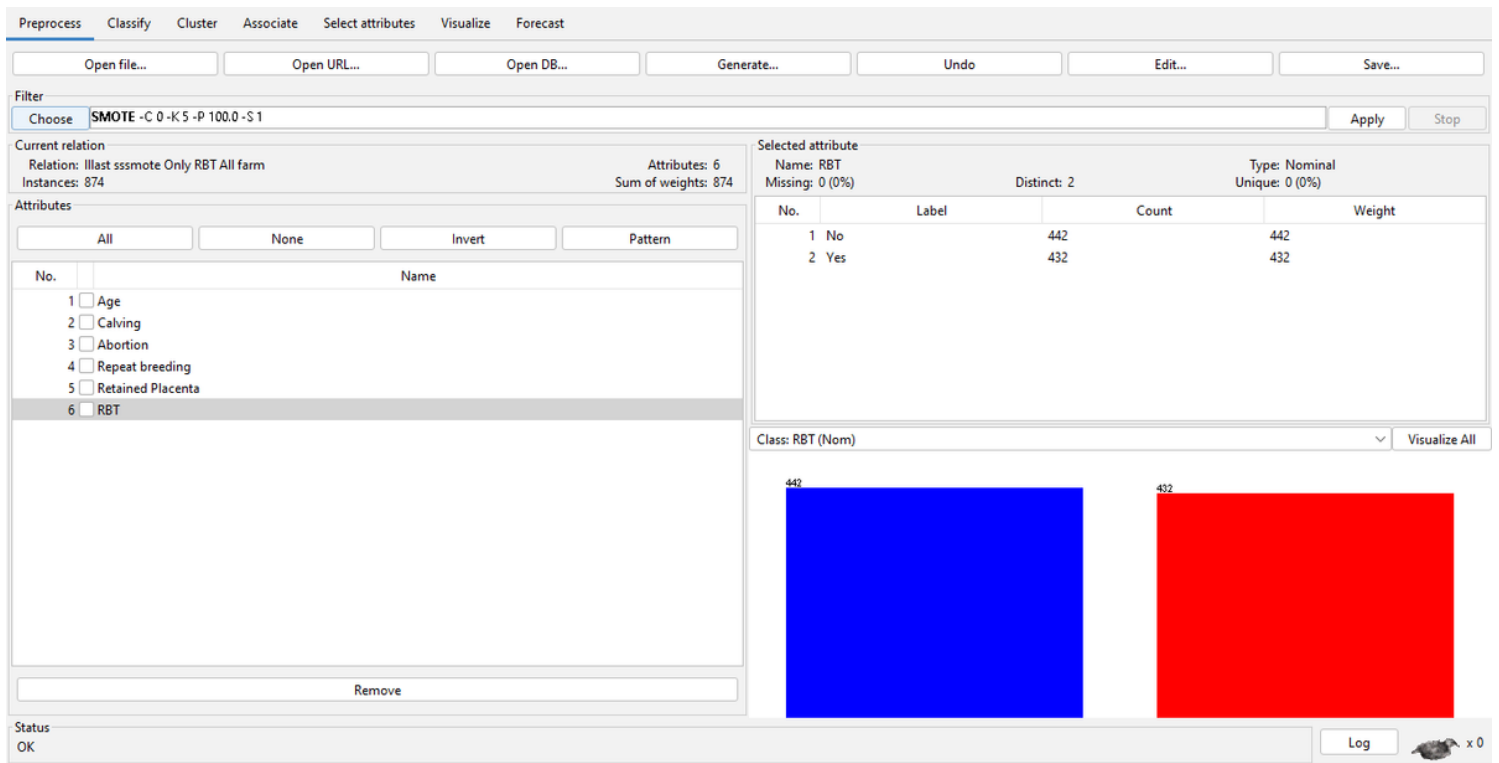 Preprocess Classify Cluster Associate Select attributes Visualize Forecast
Open file... Open URL... Open DB... Generate... Undo Edit... Save...
Filter
Choose SMOTE -C 0 -K 5 -P 100.0 -S 1 Apply Stop
Current relation
Relation: Illast sssmote Only RBT All farm Attributes: 6
Instances: 874 Sum of weights: 874
Attributes
All None Invert Pattern
No. Name
1 Age
2 Calving
3 Abortion
4 Repeat breeding
5 Retained Placenta
6 RBT
Remove
Selected attribute
Name: RBT Type: Nominal
Missing: 0 (0%) Distinct: 2 Unique: 0 (0%)
No. Label Count Weight
1 No 442 442
2 Yes 432 432
Class: RBT (Nom) Visualize All
442 432
Status
OK Log x 0